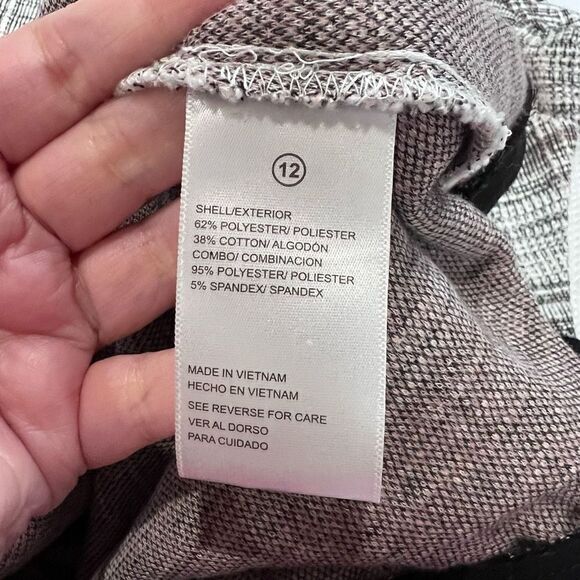 12
SHELL/EXTERIOR
62% POLYESTER/ POLIESTER
38% COTTON/ ALGODÓN
COMBO/ COMBINACION
95% POLYESTER/ POLIESTER
5% SPANDEX/ SPANDEX
MADE IN VIETNAM
HECHO EN VIETNAM
SEE REVERSE FOR CARE
VER AL DORSO
PARA CUIDADO